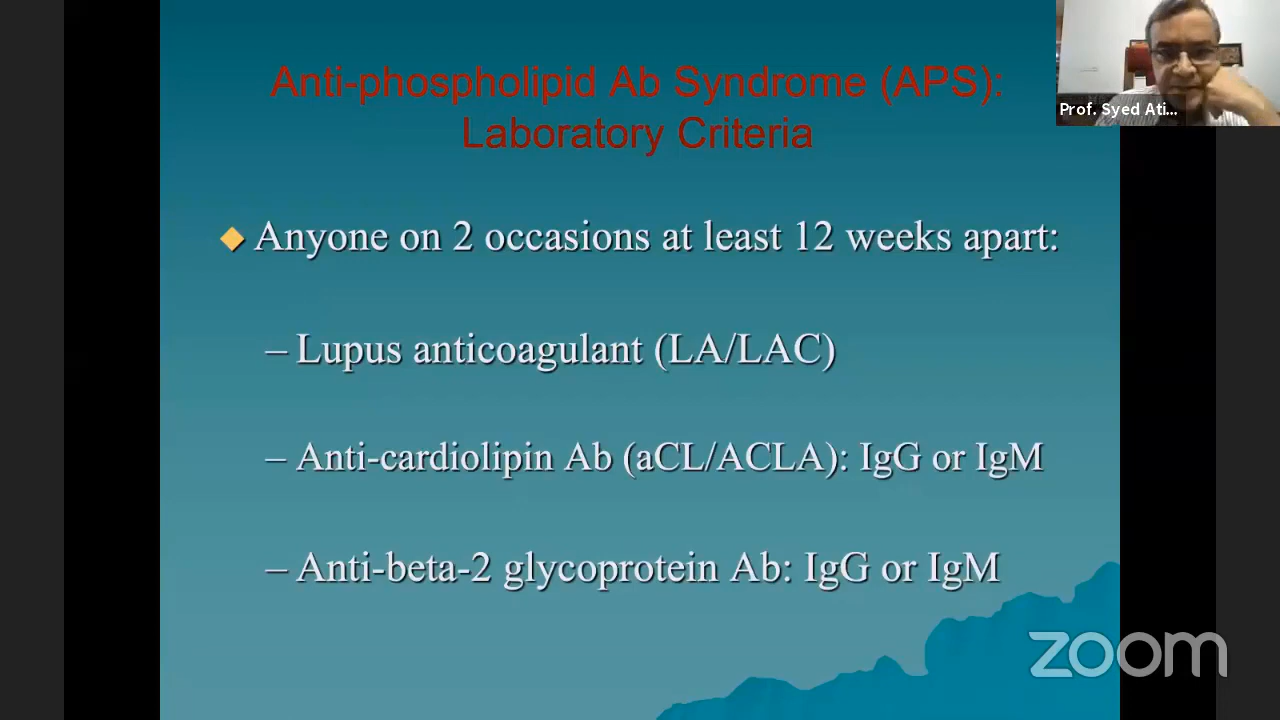 Anti-phospholipid Ab Syndrome (APS):
Laboratory Criteria
Prof. Syed Ati...
◆ Anyone on 2 occasions at least 12 weeks apart:
– Lupus anticoagulant (LA/LAC)
– Anti-cardiolipin Ab (aCL/ACLA): IgG or IgM
– Anti-beta-2 glycoprotein Ab: IgG or IgM
zoom